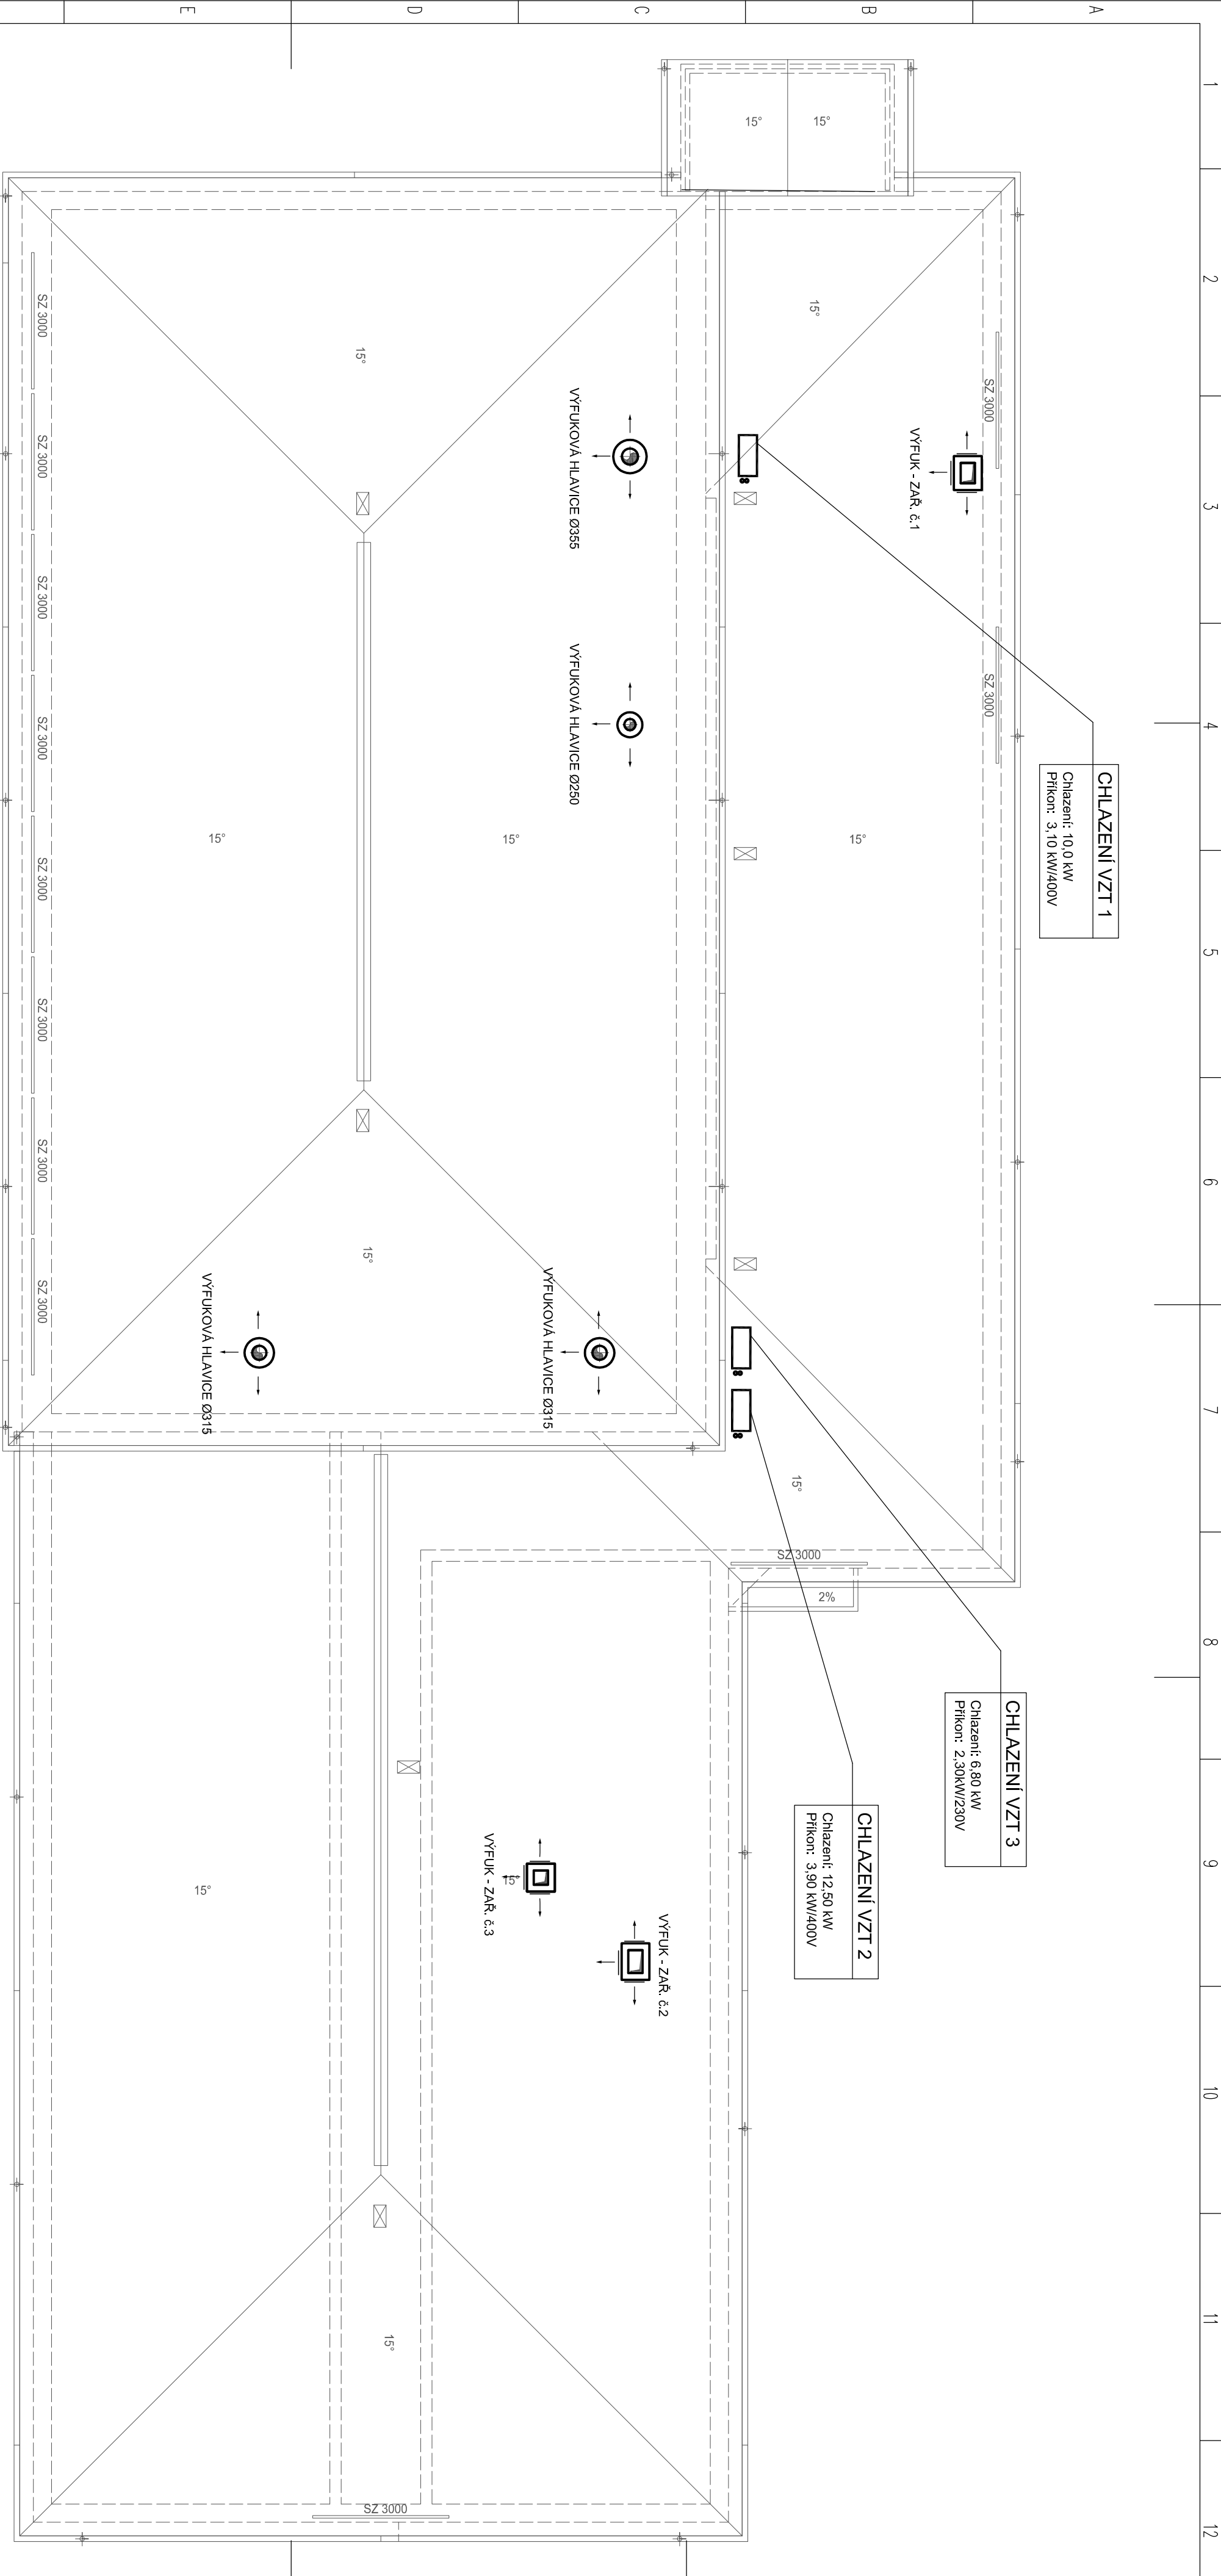 A
B
C
D
E
1
2
3
4
5
6
7
8
9
10
11
12
CHLAZENÍ VZT 1
Chlazení: 10,0 kW
Příkon: 3,10 kW/400V
CHLAZENÍ VZT 3
Chlazení: 6,80 kW
Příkon: 2,30kW/230V
CHLAZENÍ VZT 2
Chlazení: 12,50 kW
Příkon: 3,90 kW/400V
SZ 3000
SZ 3000
VÝFUK - ZAŘ. č.1
15°
15°
15°
15°
15°
SZ 3000
2%
VÝFUKOVÁ HLAVICE Ø355
VÝFUKOVÁ HLAVICE Ø250
VÝFUKOVÁ HLAVICE Ø315
VÝFUKOVÁ HLAVICE Ø315
15°
15°
15°
15°
VÝFUK - ZAŘ. č.2
VÝFUK - ZAŘ. č.3
15°
15°
15°
SZ 3000
SZ 3000
SZ 3000
SZ 3000
SZ 3000
SZ 3000
SZ 3000
SZ 3000
SZ 3000